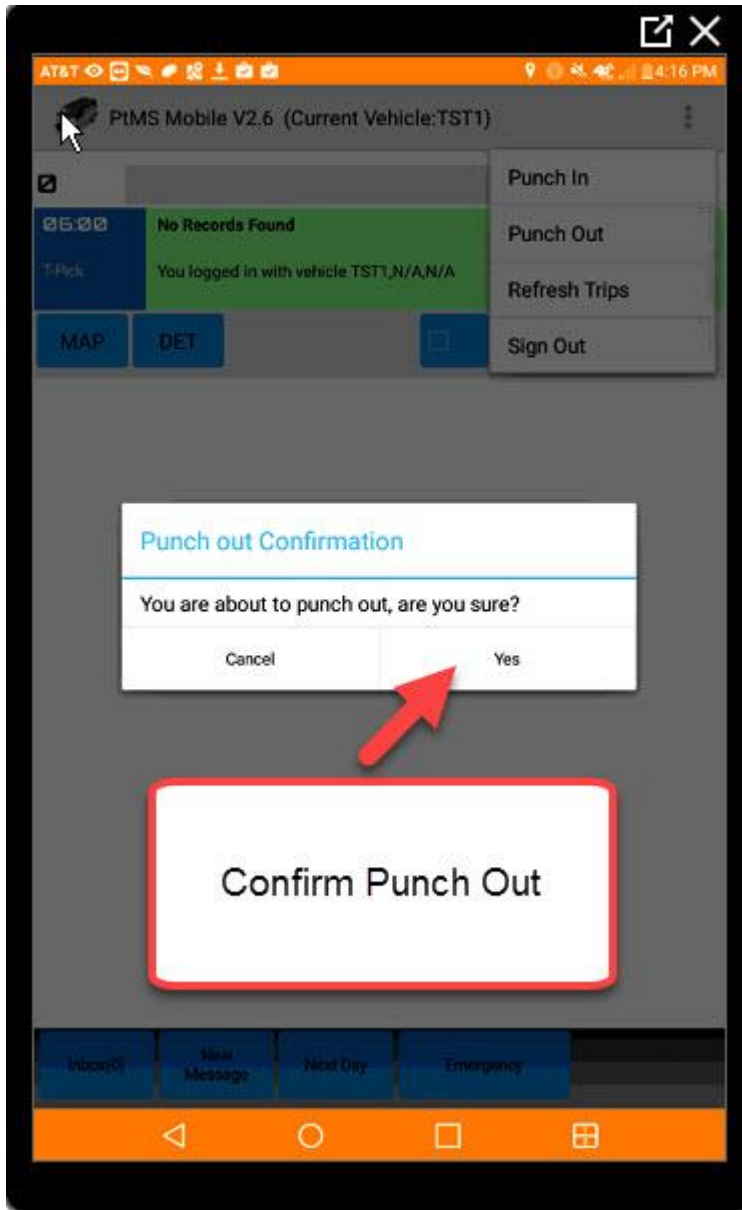 AT&T 4G 4:16 PM
PtMS Mobile V2.6 (Current Vehicle:TST1)
0
Punch In
Punch Out
Refresh Trips
Sign Out
06:00
T-Pick
No Records Found
You logged in with vehicle TST1,N/A,N/A
MAP DET
Punch out Confirmation
You are about to punch out, are you sure?
Cancel Yes
Confirm Punch Out
Inbox(0)
New
Message
Next Day
Emergency